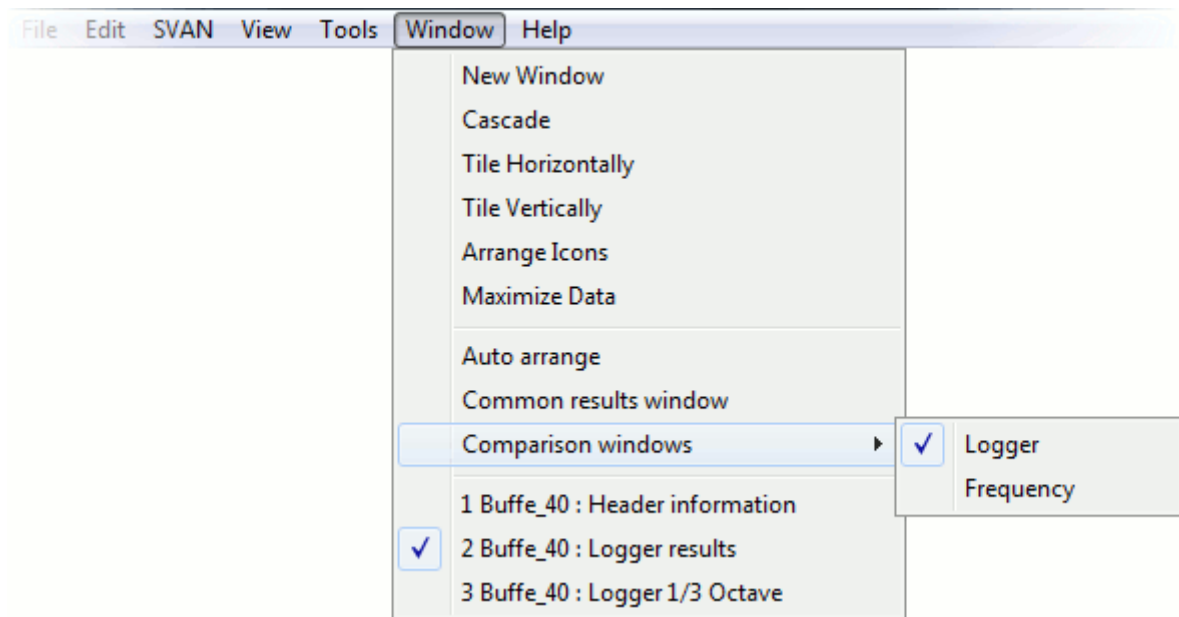 File Edit SVAN View Tools Window Help
New Window
Cascade
Tile Horizontally
Tile Vertically
Arrange Icons
Maximize Data
Auto arrange
Common results window
Comparison windows
Logger
Frequency
1 Buffe_40 : Header information
2 Buffe_40 : Logger results
3 Buffe_40 : Logger 1/3 Octave